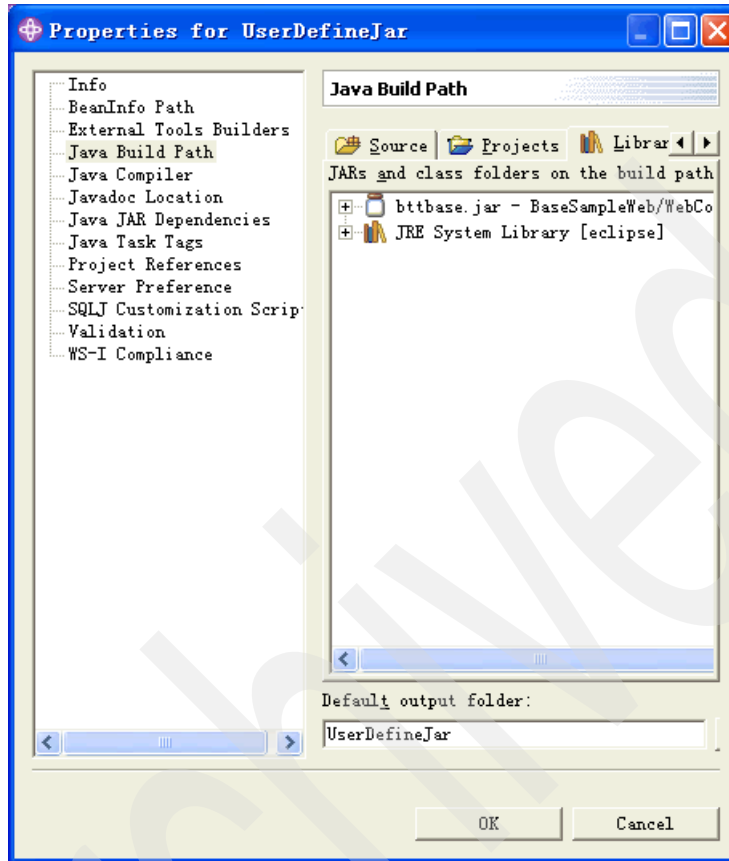 Properties for UserDefineJar
Info
BeanInfo Path
External Tools Builders
Java Build Path
Java Compiler
Javadoc Location
Java JAR Dependencies
Java Task Tags
Project References
Server Preference
SQLJ Customization Scrip
Validation
WS-I Compliance
Java Build Path
Source Projects Librar
JARs and class folders on the build path
bttbase.jar - BaseSampleWeb/WebCo
JRE System Library [eclipse]
Default output folder:
UserDefineJar
OK Cancel